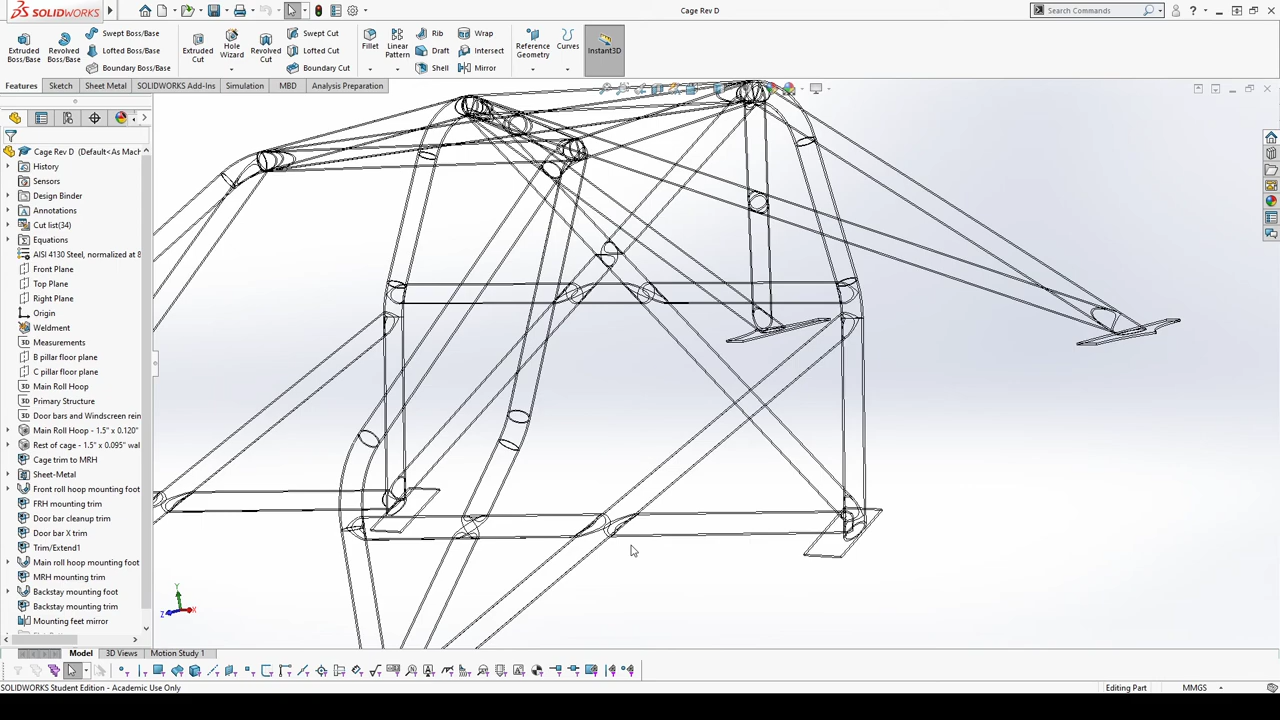 SOLIDWORKS
Cage Rev D
Search Commands
Extruded Boss/Base
Revolved Boss/Base
Swept Boss/Base
Lofted Boss/Base
Boundary Boss/Base
Extruded Cut
Hole Wizard
Revolved Cut
Swept Cut
Lofted Cut
Boundary Cut
Fillet
Linear Pattern
Rib
Draft
Shell
Wrap
Intersect
Mirror
Reference Geometry
Curves
Instant3D
Features
Sketch
Sheet Metal
SOLIDWORKS Add-Ins
Simulation
MBD
Analysis Preparation
Cage Rev D (Default<As Mach
History
Sensors
Design Binder
Annotations
Cut list(34)
Equations
AISI 4130 Steel, normalized at 8
Front Plane
Top Plane
Right Plane
Origin
Weldment
Measurements
B pillar floor plane
C pillar floor plane
Main Roll Hoop
Primary Structure
Door bars and Windscreen rein
Main Roll Hoop - 1.5" x 0.120"
Rest of cage - 1.5" x 0.095" wal
Cage trim to MRH
Sheet-Metal
Front roll hoop mounting foot
FRH mounting trim
Door bar cleanup trim
Door bar X trim
Trim/Extend1
Main roll hoop mounting foot
MRH mounting trim
Backstay mounting foot
Backstay mounting trim
Mounting feet mirror
Y
Z
X
Model
3D Views
Motion Study 1
SOLIDWORKS Student Edition - Academic Use Only
Editing Part
MMGS